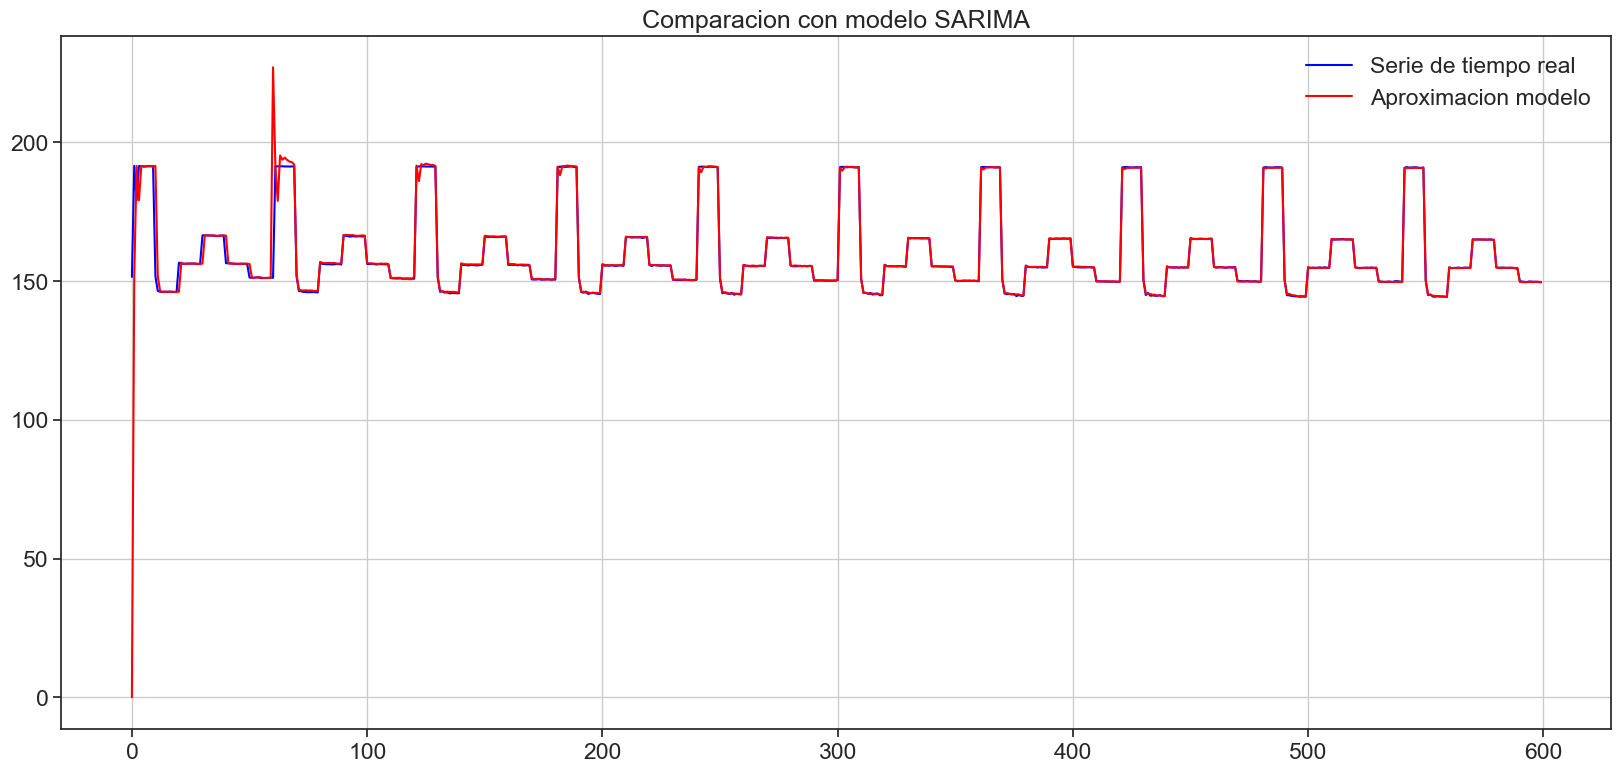 Comparacion con modelo SARIMA
Serie de tiempo real
Aproximacion modelo
200
150
100
50
0
0 100 200 300 400 500 600